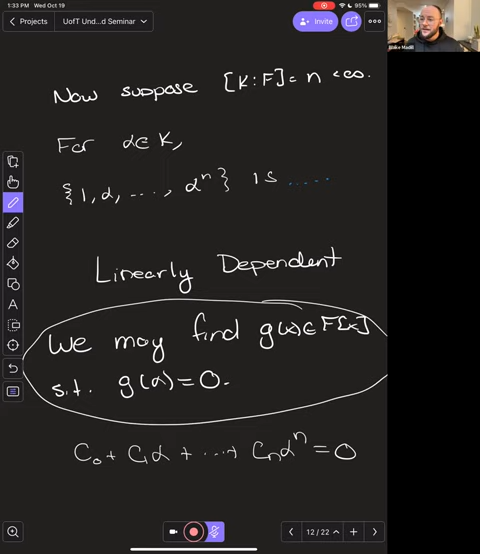 1:33 PM Wed Oct 19
95%
Projects
UofT Und...d Seminar
Invite
Blake Madill
Now suppose [K:F]=n<∞.
For α∈K,
{1, α, ..., αⁿ} is .....
Linearly Dependent
We may find g(x)∈F[x]
s.t. g(α)=0.
C₀ + C₁α + ...+ Cₙαⁿ = 0
A
12 / 22